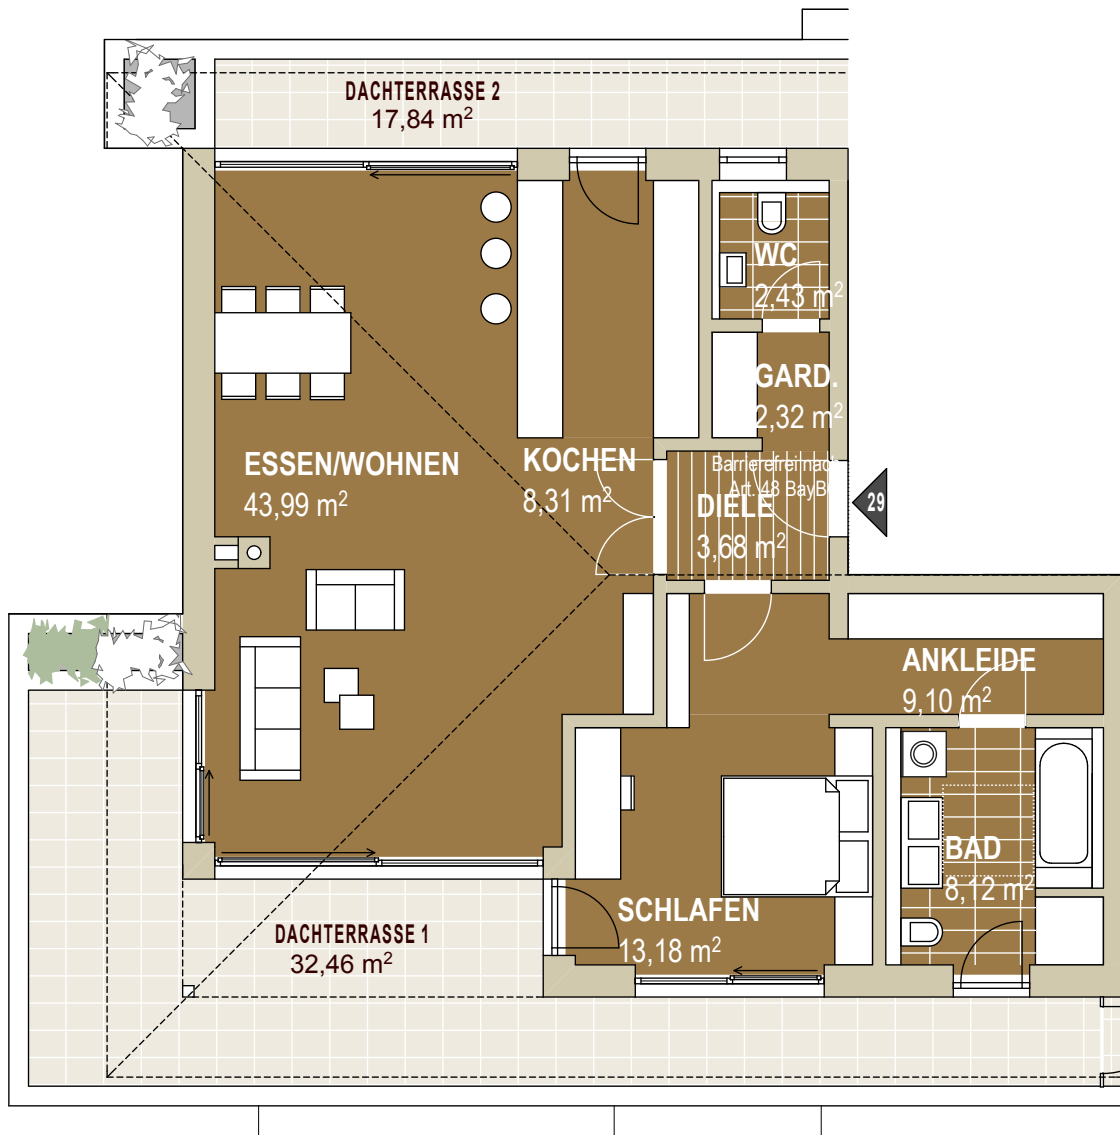 DACHTERRASSE 2
17,84 m²
WC
2,43 m²
GARD.
2,32 m²
ESSEN/WOHNEN
43,99 m²
KOCHEN
8,31 m²
Barrierefrei nach
Art. 48 BayB
DIELE
3,68 m²
29
ANKLEIDE
9,10 m²
BAD
8,12 m²
SCHLAFEN
13,18 m²
DACHTERRASSE 1
32,46 m²